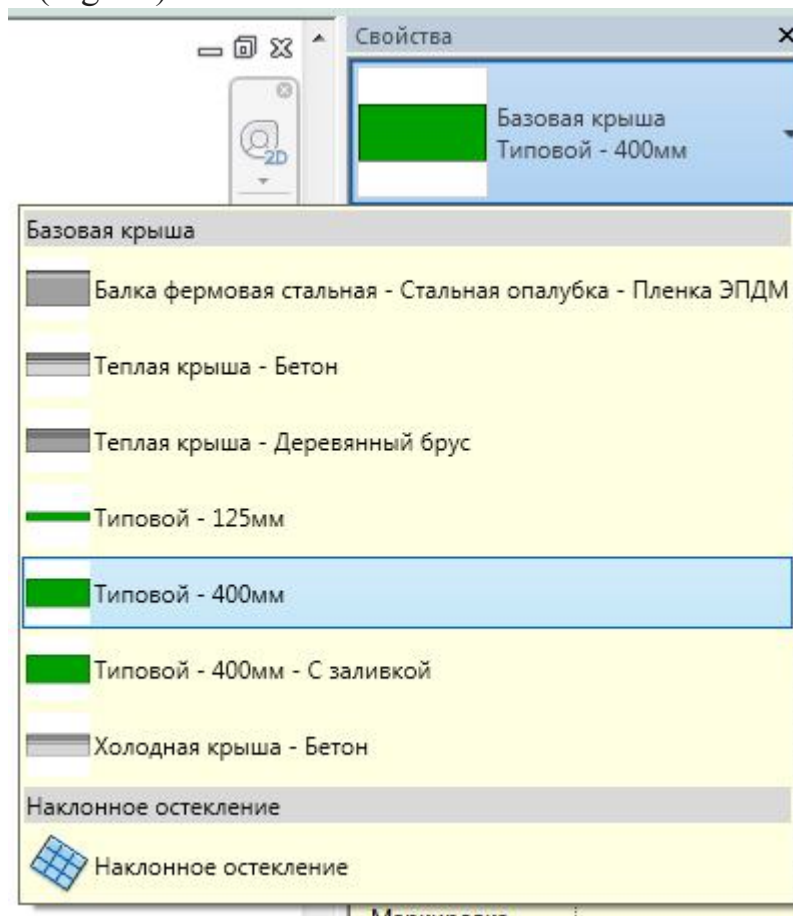 Свойства
2D
Базовая крыша
Типовой - 400мм
Базовая крыша
Балка фермовая стальная - Стальная опалубка - Пленка ЭПДМ
Теплая крыша - Бетон
Теплая крыша - Деревянный брус
Типовой - 125мм
Типовой - 400мм
Типовой - 400мм - С заливкой
Холодная крыша - Бетон
Наклонное остекление
Наклонное остекление